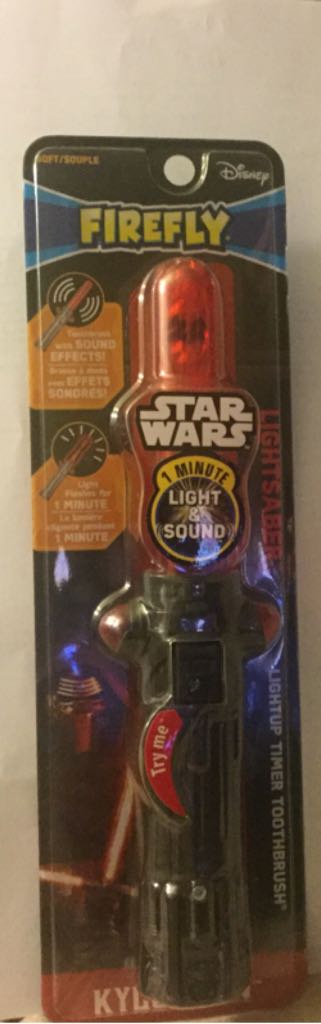 SOFT/SOUPLE
Disney
FIREFLY
Toothbrush
with SOUND
EFFECTS!
Brosse à dents
avec EFFETS
SONORES!
STAR
WARS
1 MINUTE
LIGHT
&
SOUND
Light
Flashes for
1 MINUTE
La lumière
clignote pendant
1 MINUTE
LIGHTSABER
LIGHTUP TIMER TOOTHBRUSH
Try me